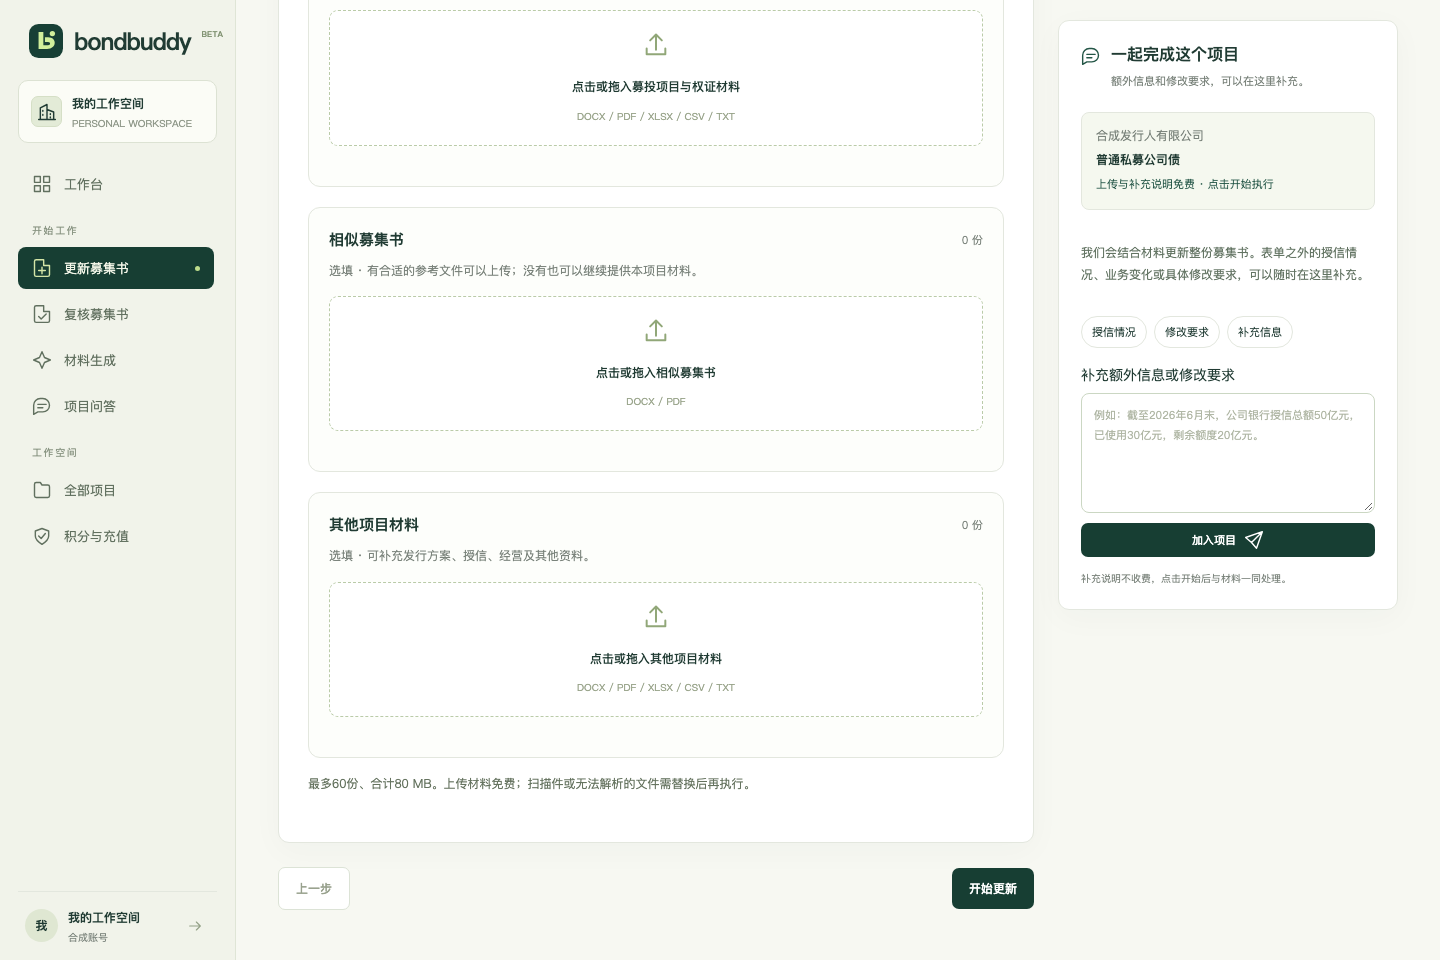 bondbuddy BETA
我的工作空间
PERSONAL WORKSPACE
工作台
开始工作
更新募集书
复核募集书
材料生成
项目问答
工作空间
全部项目
积分与充值
我
我的工作空间
合成账号
点击或拖入募投项目与权证材料
DOCX / PDF / XLSX / CSV / TXT
相似募集书
0 份
选填 · 有合适的参考文件可以上传；没有也可以继续提供本项目材料。
点击或拖入相似募集书
DOCX / PDF
其他项目材料
0 份
选填 · 可补充发行方案、授信、经营及其他资料。
点击或拖入其他项目材料
DOCX / PDF / XLSX / CSV / TXT
最多60份、合计80 MB。上传材料免费；扫描件或无法解析的文件需替换后再执行。
上一步
开始更新
一起完成这个项目
额外信息和修改要求，可以在这里补充。
合成发行人有限公司
普通私募公司债
上传与补充说明免费 · 点击开始执行
我们会结合材料更新整份募集书。表单之外的授信情
况、业务变化或具体修改要求，可以随时在这里补充。
授信情况
修改要求
补充信息
补充额外信息或修改要求
例如：截至2026年6月末，公司银行授信总额50亿元，
已使用30亿元，剩余额度20亿元。
加入项目
补充说明不收费，点击开始后与材料一同处理。